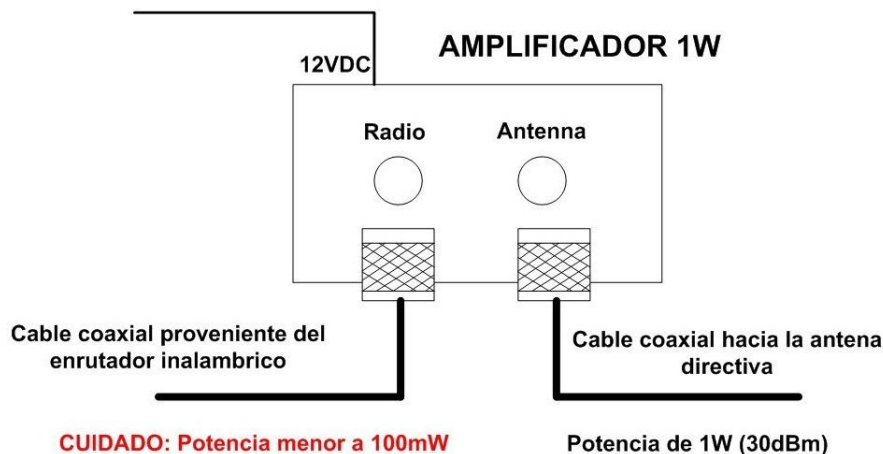 AMPLIFICADOR 1W
12VDC
Radio
Antenna
Cable coaxial proveniente del
enrutador inalambrico
Cable coaxial hacia la antena
directiva
CUIDADO: Potencia menor a 100mW
Potencia de 1W (30dBm)